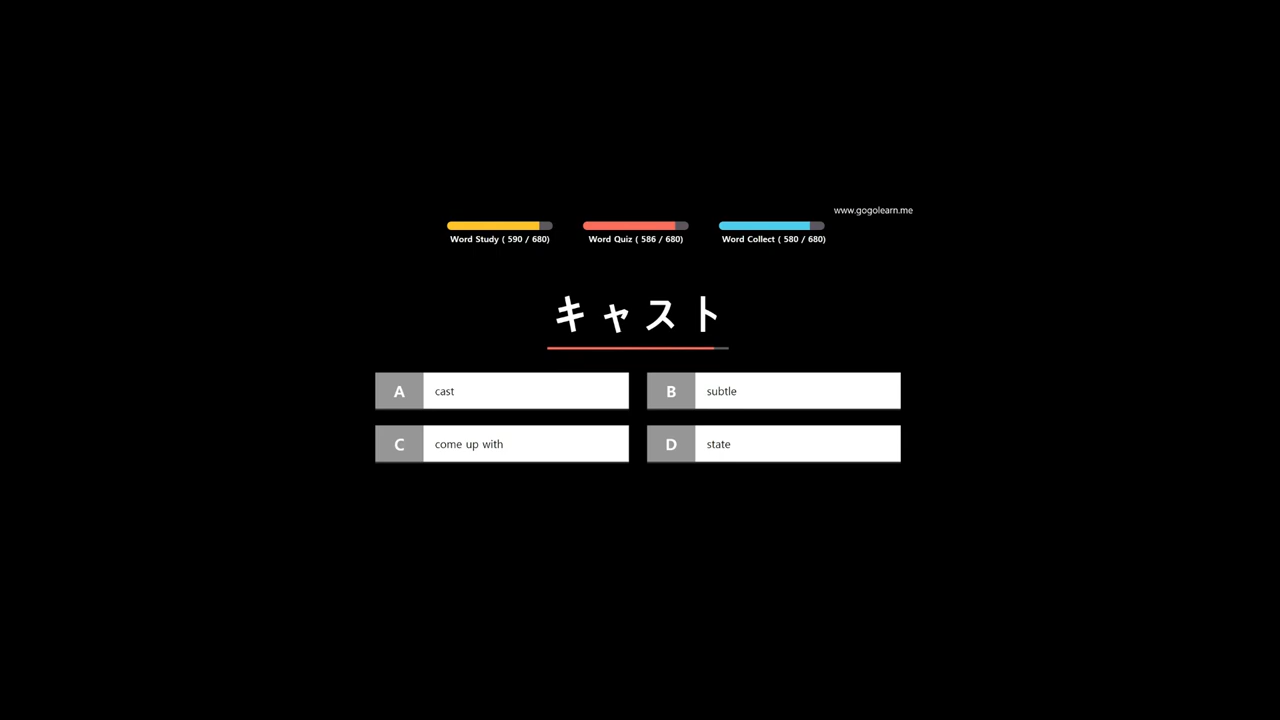 www.gogolearn.me
Word Study ( 590 / 680)
Word Quiz ( 586 / 680)
Word Collect ( 580 / 680)
キャスト
A cast
B subtle
C come up with
D state